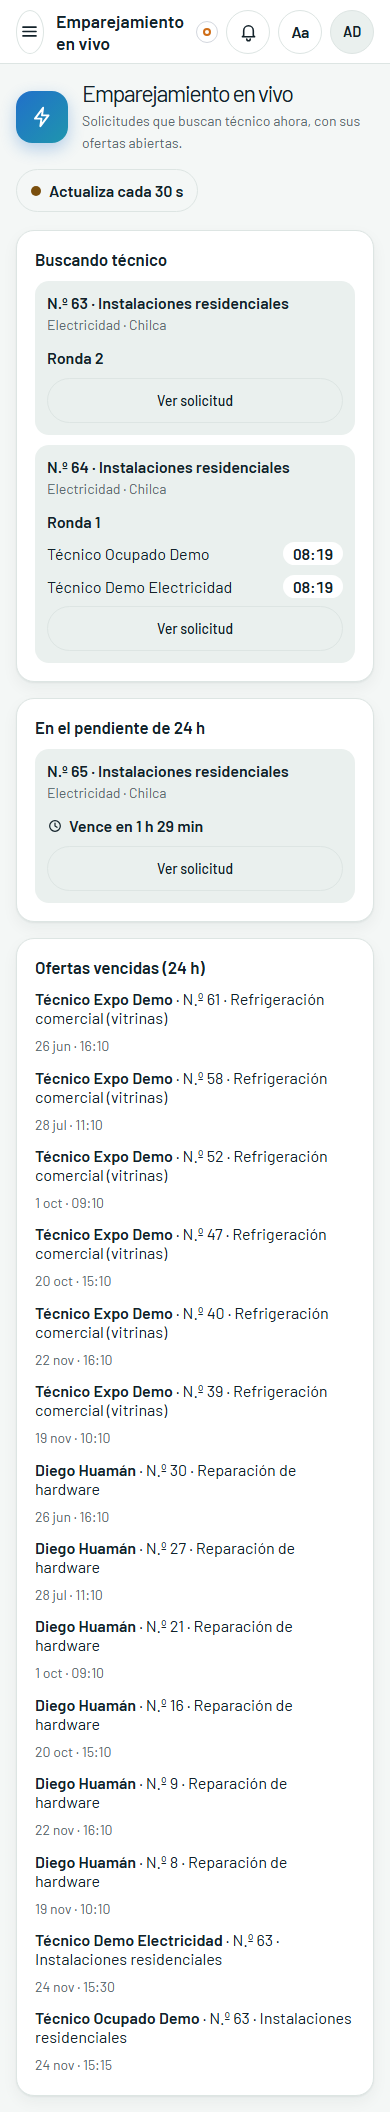 Emparejamiento
en vivo
Aa
AD
Emparejamiento en vivo
Solicitudes que buscan técnico ahora, con sus
ofertas abiertas.
Actualiza cada 30 s
Buscando técnico
N.º 63 · Instalaciones residenciales
Electricidad · Chilca
Ronda 2
Ver solicitud
N.º 64 · Instalaciones residenciales
Electricidad · Chilca
Ronda 1
Técnico Ocupado Demo 08:19
Técnico Demo Electricidad 08:19
Ver solicitud
En el pendiente de 24 h
N.º 65 · Instalaciones residenciales
Electricidad · Chilca
Vence en 1 h 29 min
Ver solicitud
Ofertas vencidas (24 h)
Técnico Expo Demo · N.º 61 · Refrigeración
comercial (vitrinas)
26 jun · 16:10
Técnico Expo Demo · N.º 58 · Refrigeración
comercial (vitrinas)
28 jul · 11:10
Técnico Expo Demo · N.º 52 · Refrigeración
comercial (vitrinas)
1 oct · 09:10
Técnico Expo Demo · N.º 47 · Refrigeración
comercial (vitrinas)
20 oct · 15:10
Técnico Expo Demo · N.º 40 · Refrigeración
comercial (vitrinas)
22 nov · 16:10
Técnico Expo Demo · N.º 39 · Refrigeración
comercial (vitrinas)
19 nov · 10:10
Diego Huamán · N.º 30 · Reparación de
hardware
26 jun · 16:10
Diego Huamán · N.º 27 · Reparación de
hardware
28 jul · 11:10
Diego Huamán · N.º 21 · Reparación de
hardware
1 oct · 09:10
Diego Huamán · N.º 16 · Reparación de
hardware
20 oct · 15:10
Diego Huamán · N.º 9 · Reparación de
hardware
22 nov · 16:10
Diego Huamán · N.º 8 · Reparación de
hardware
19 nov · 10:10
Técnico Demo Electricidad · N.º 63 ·
Instalaciones residenciales
24 nov · 15:30
Técnico Ocupado Demo · N.º 63 · Instalaciones
residenciales
24 nov · 15:15